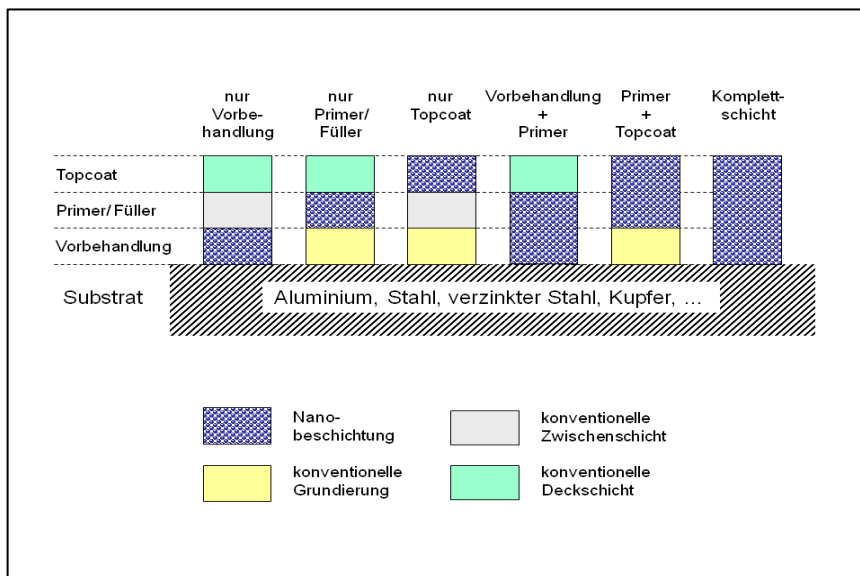 nur
Vorbe-
handlung
nur
Primer/
Füller
nur
Topcoat
Vorbehandlung
+
Primer
Primer
+
Topcoat
Komplett-
schicht
Topcoat
Primer/ Füller
Vorbehandlung
Substrat
Aluminium, Stahl, verzinkter Stahl, Kupfer, ...
Nano-
beschichtung
konventionelle
Zwischenschicht
konventionelle
Grundierung
konventionelle
Deckschicht